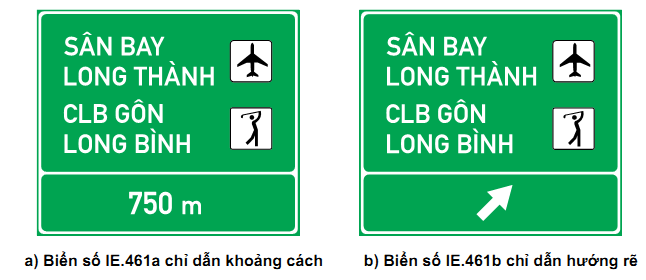 SÂN BAY
LONG THÀNH
CLB GÔN
LONG BÌNH
750 m
SÂN BAY
LONG THÀNH
CLB GÔN
LONG BÌNH
a) Biển số IE.461a chỉ dẫn khoảng cách
b) Biển số IE.461b chỉ dẫn hướng rẽ